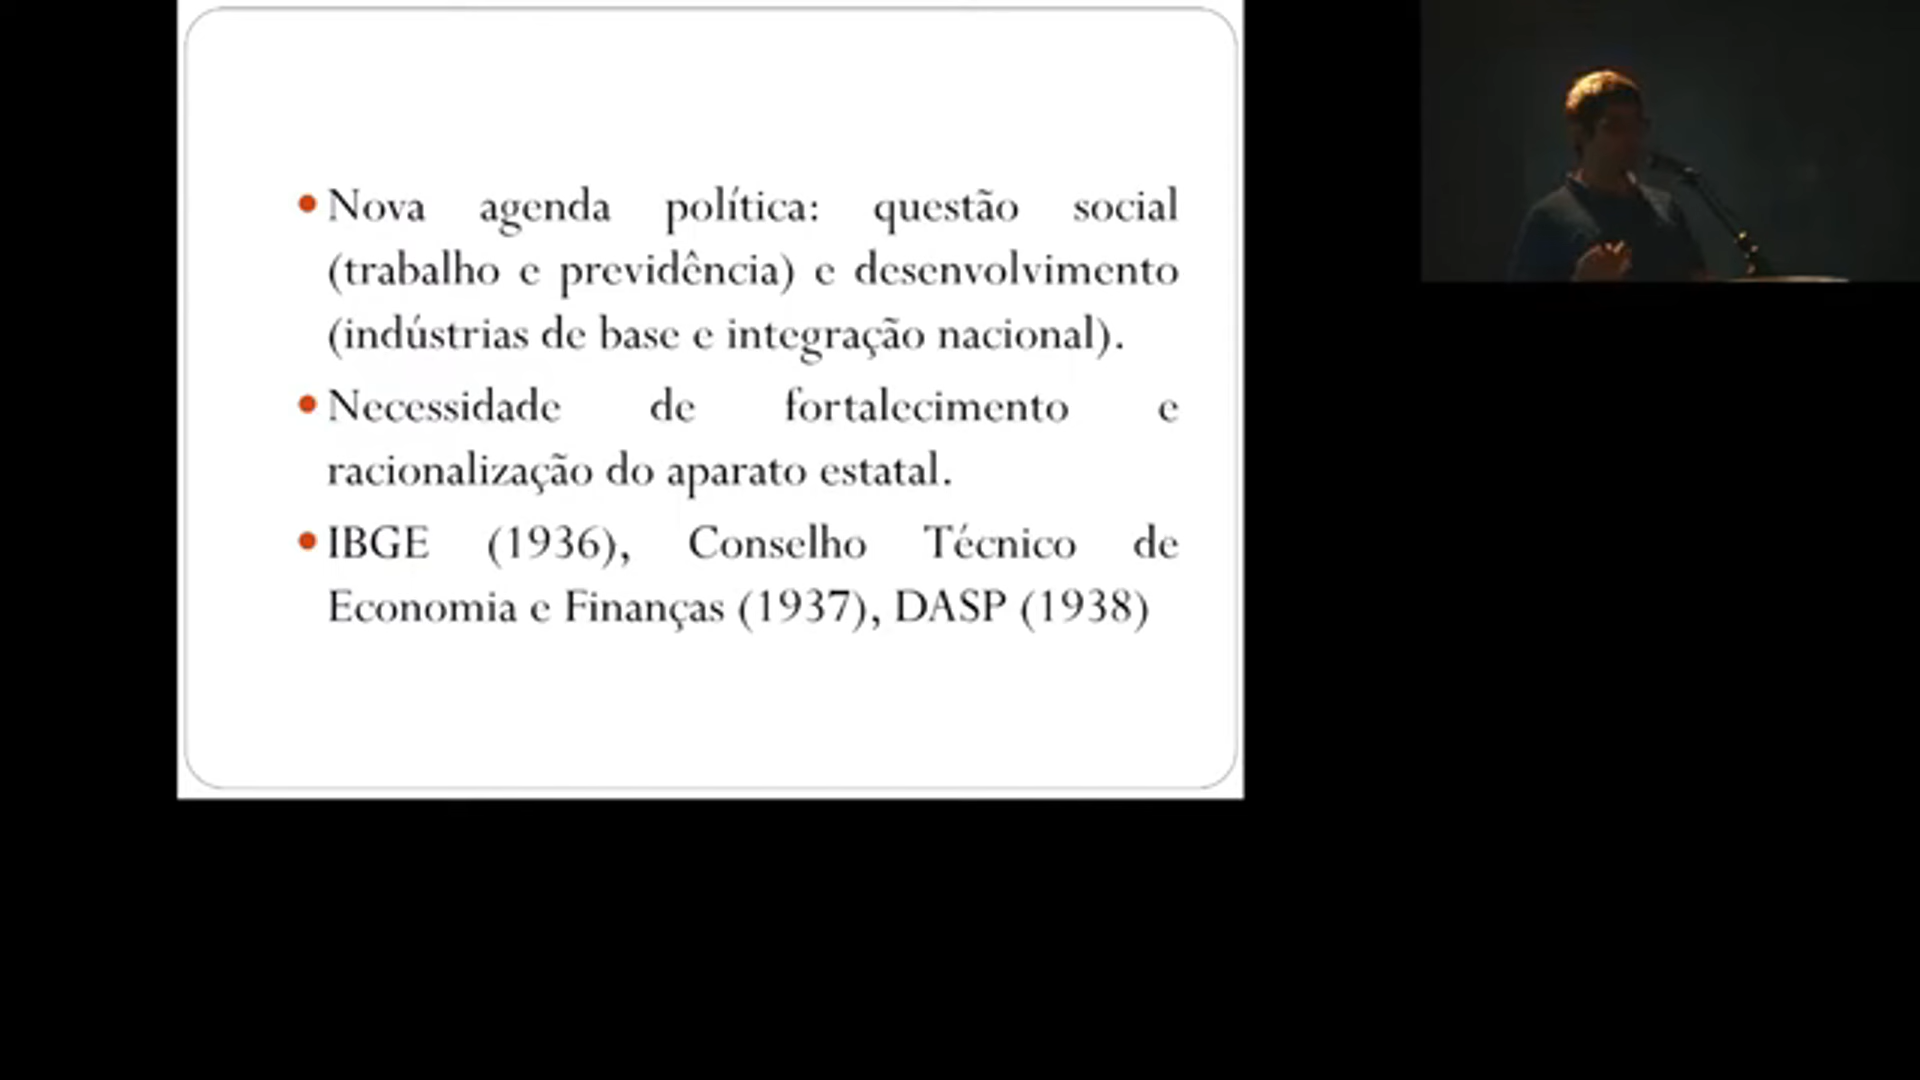 Nova agenda política: questão social
(trabalho e previdência) e desenvolvimento
(indústrias de base e integração nacional).
Necessidade de fortalecimento e
racionalização do aparato estatal.
IBGE (1936), Conselho Técnico de
Economia e Finanças (1937), DASP (1938)